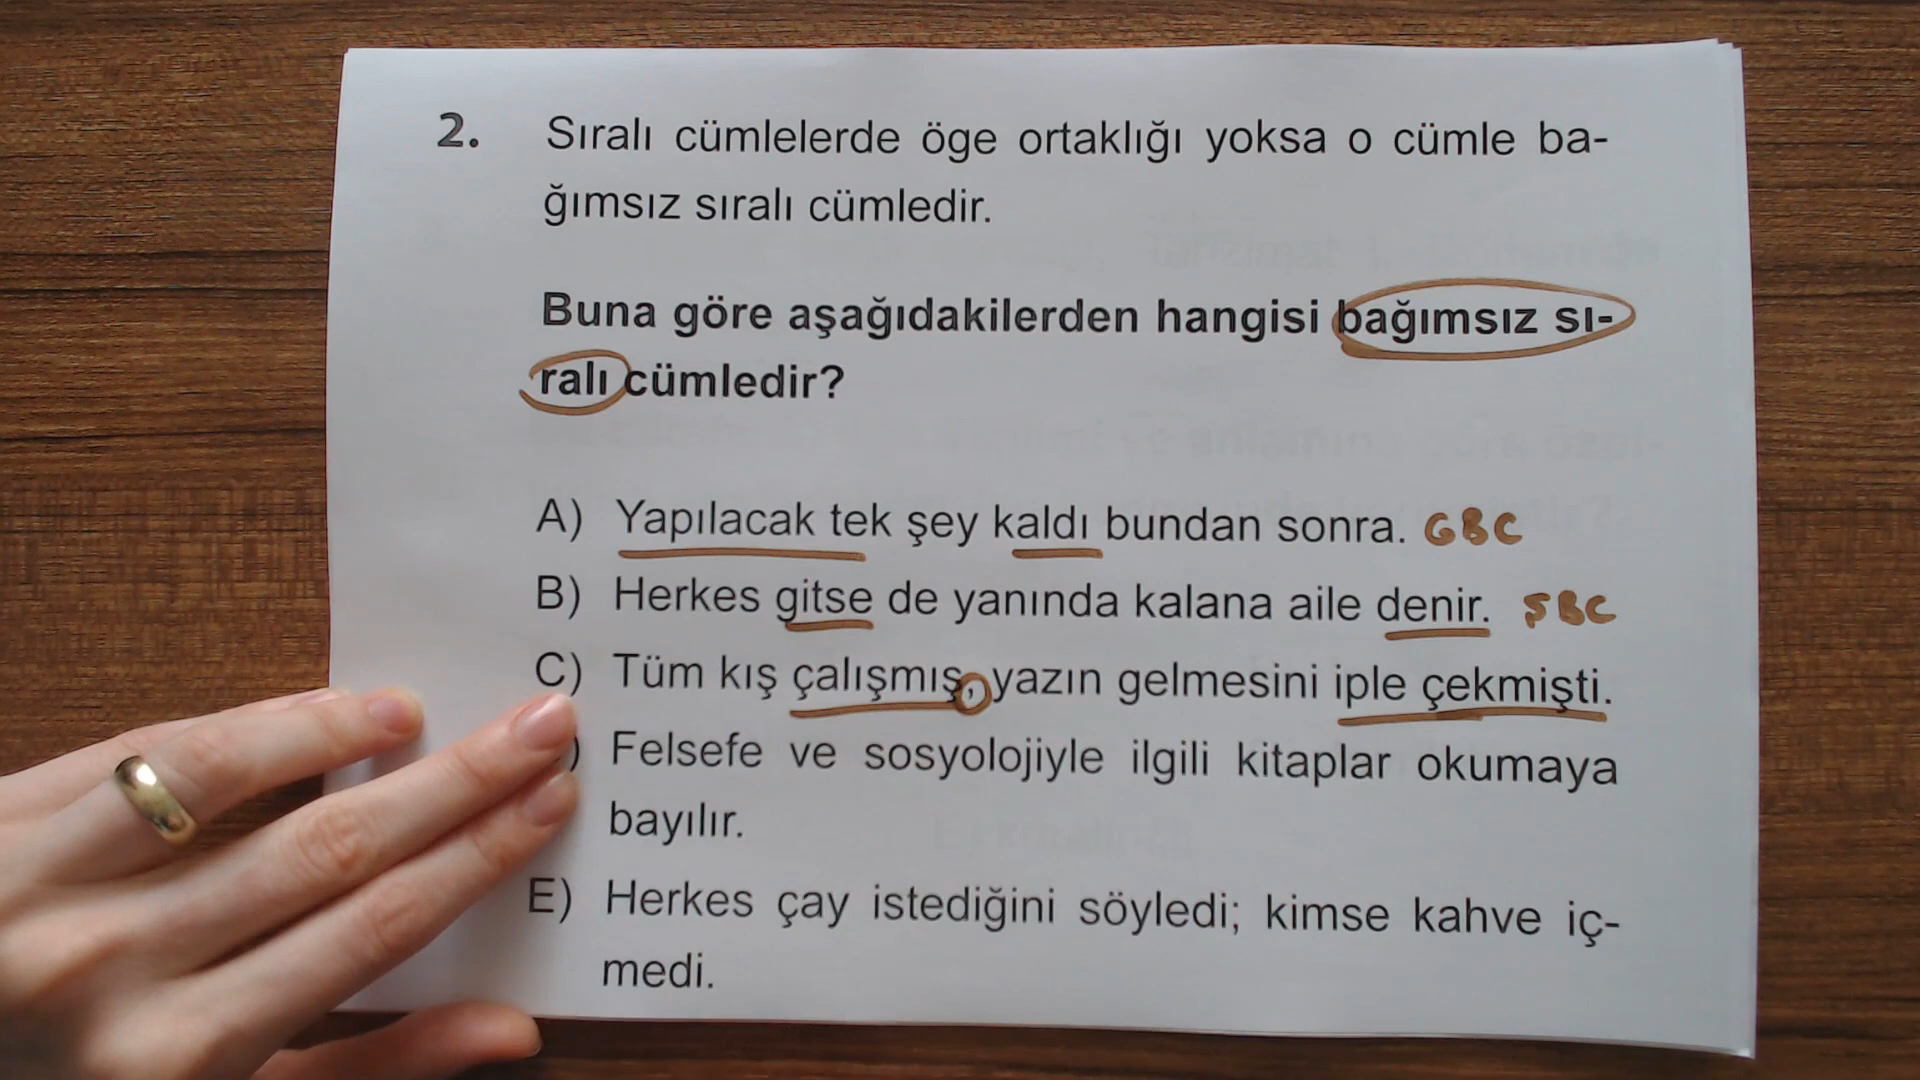 2. Sıralı cümlelerde öge ortaklığı yoksa o cümle ba-
ğımsız sıralı cümledir.
Buna göre aşağıdakilerden hangisi bağımsız sı-
ralı cümledir?
A) Yapılacak tek şey kaldı bundan sonra. GBC
B) Herkes gitse de yanında kalana aile denir. ŞBC
C) Tüm kış çalışmış, yazın gelmesini iple çekmişti.
) Felsefe ve sosyolojiyle ilgili kitaplar okumaya
bayılır.
E) Herkes çay istediğini söyledi; kimse kahve iç-
medi.